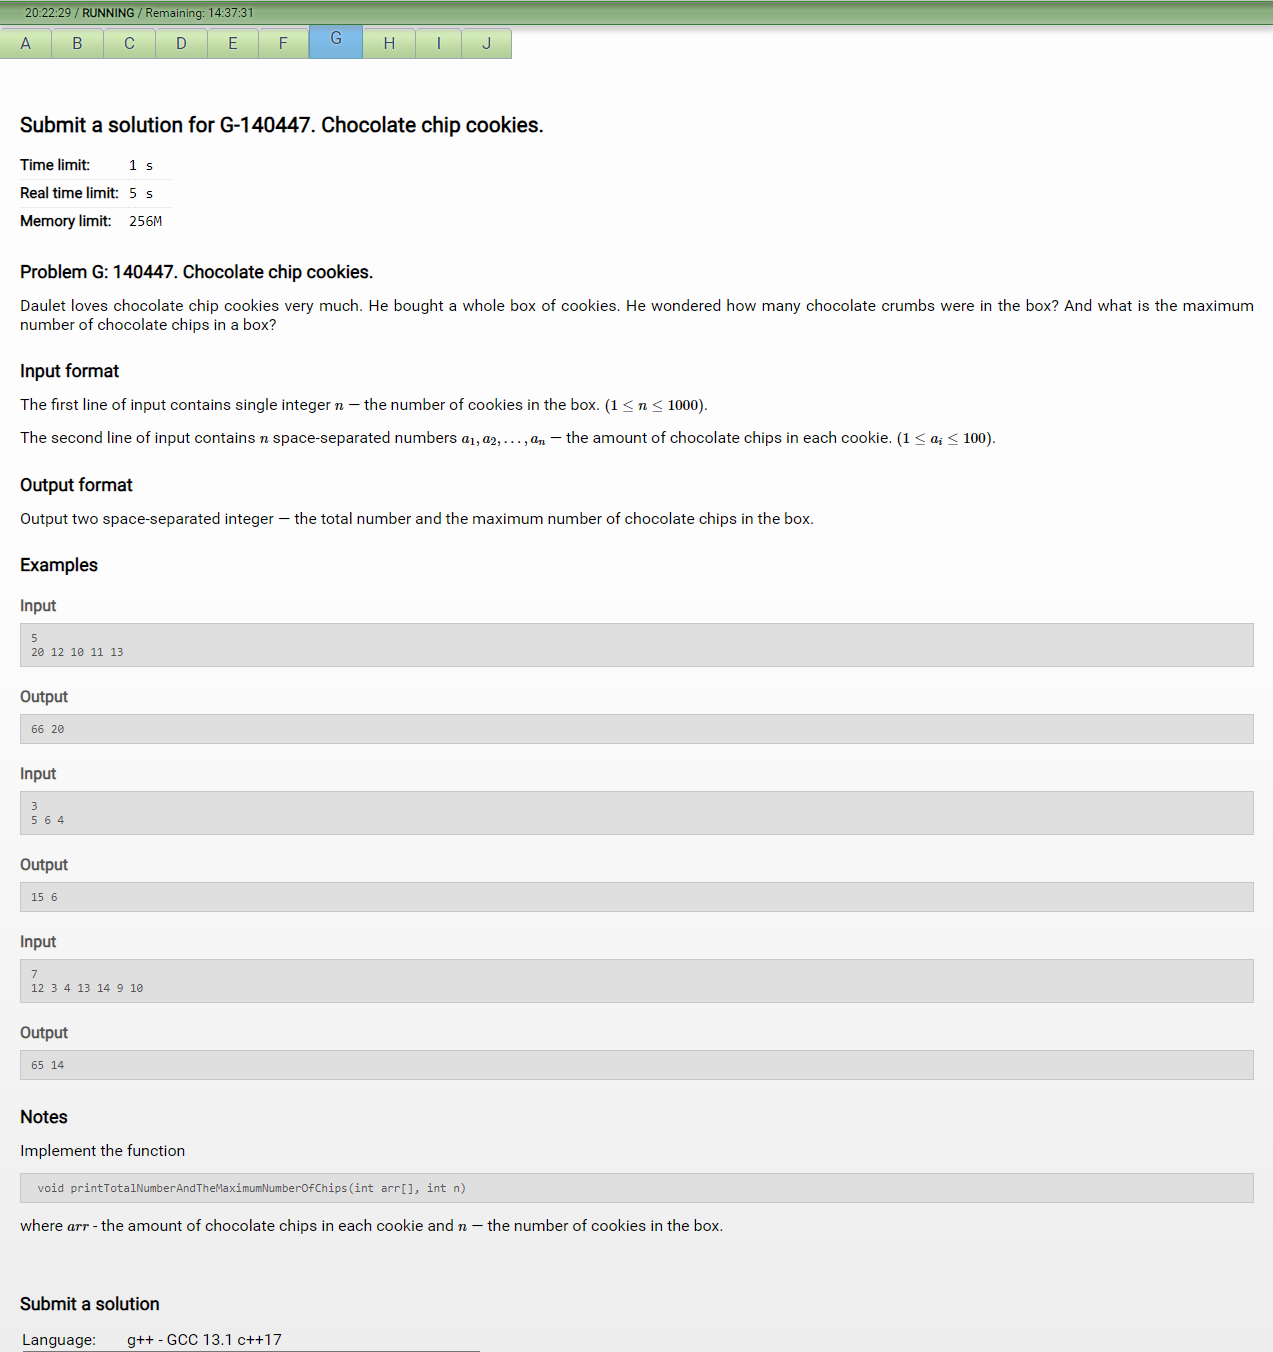 20:22:29 / RUNNING / Remaining: 14:37:31
A B C D E F G H I J
Submit a solution for G-140447. Chocolate chip cookies.
Time limit: 1 s
Real time limit: 5 s
Memory limit: 256M
Problem G: 140447. Chocolate chip cookies.
Daulet loves chocolate chip cookies very much. He bought a whole box of cookies. He wondered how many chocolate crumbs were in the box? And what is the maximum
number of chocolate chips in a box?
Input format
The first line of input contains single integer n — the number of cookies in the box. (1 ≤ n ≤ 1000).
The second line of input contains n space-separated numbers a₁, a₂, . . . , aₙ — the amount of chocolate chips in each cookie. (1 ≤ aᵢ ≤ 100).
Output format
Output two space-separated integer — the total number and the maximum number of chocolate chips in the box.
Examples
Input
5
20 12 10 11 13
Output
66 20
Input
3
5 6 4
Output
15 6
Input
7
12 3 4 13 14 9 10
Output
65 14
Notes
Implement the function
void printTotalNumberAndTheMaximumNumberOfChips(int arr[], int n)
where arr - the amount of chocolate chips in each cookie and n — the number of cookies in the box.
Submit a solution
Language: g++ - GCC 13.1 c++17